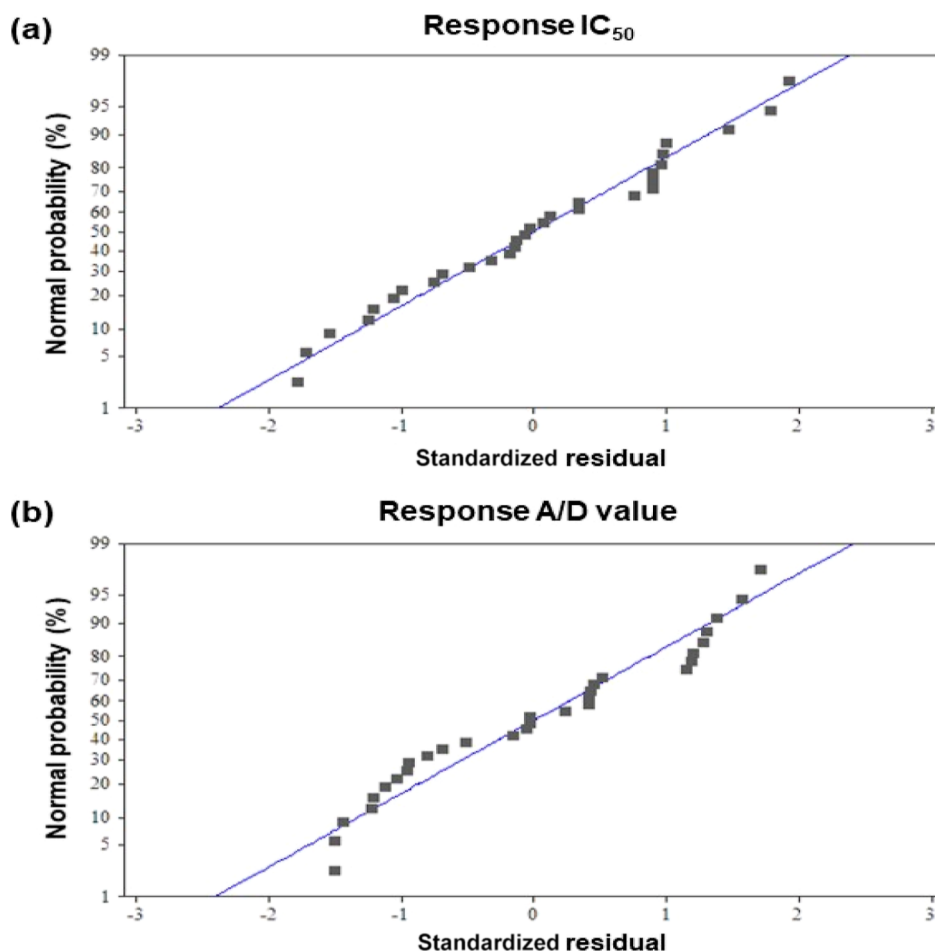 (a)
Response IC₅₀
Normal probability (%)
99
95
90
80
70
60
50
40
30
20
10
5
1
-3 -2 -1 0 1 2 3
Standardized residual
(b)
Response A/D value
Normal probability (%)
99
95
90
80
70
60
50
40
30
20
10
5
1
-3 -2 -1 0 1 2 3
Standardized residual